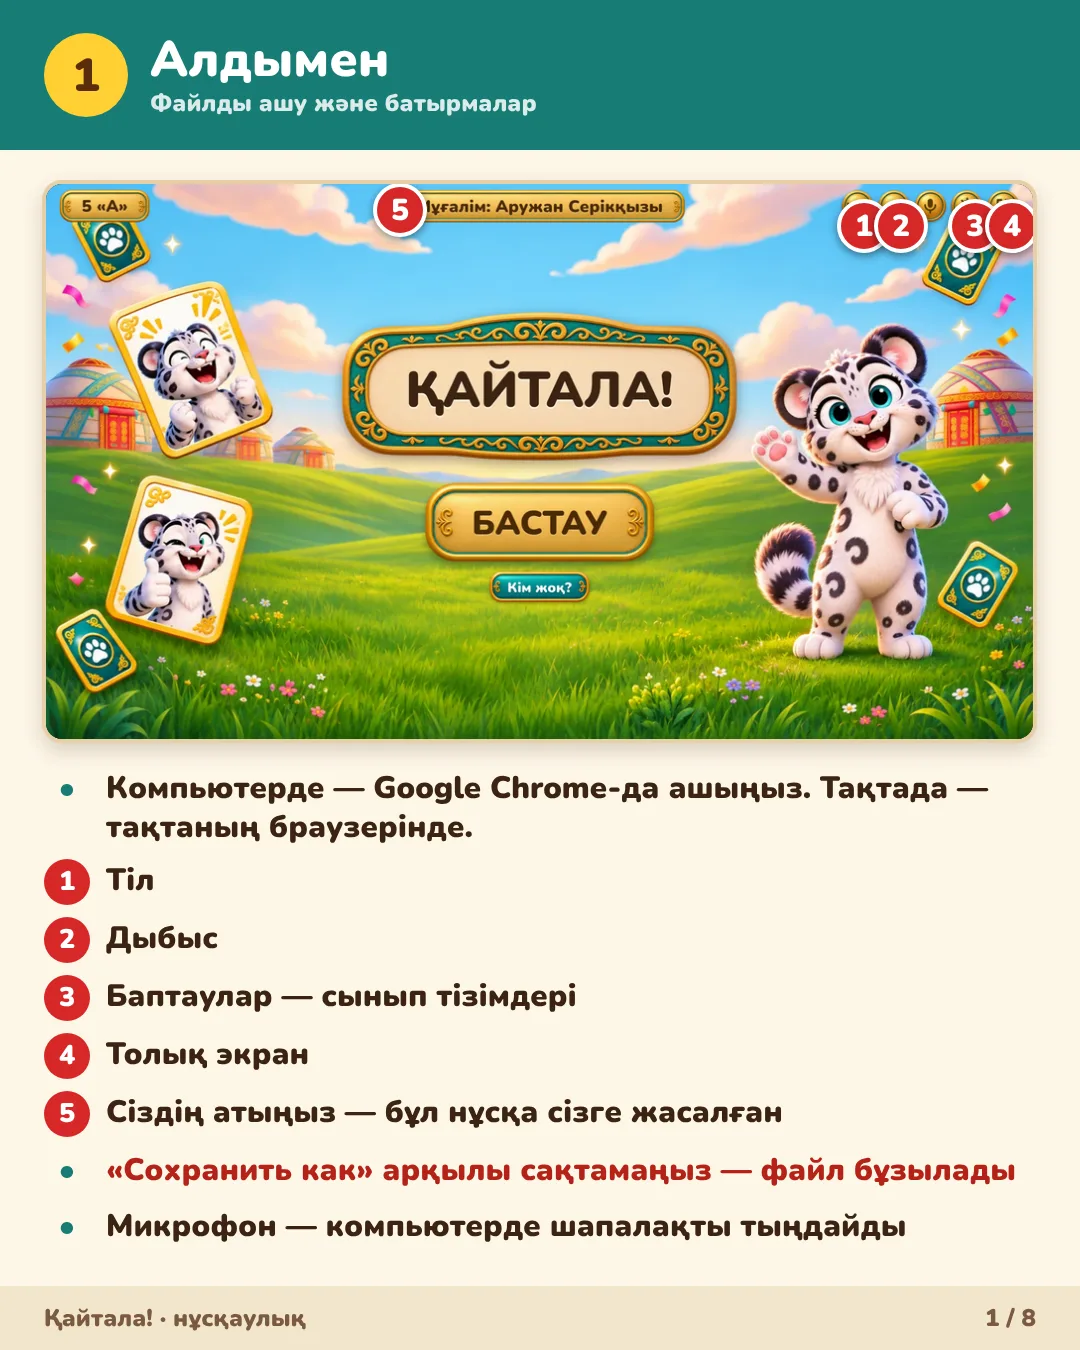 1
Алдымен
Файлды ашу және батырмалар
5 «А»
5
Мұғалім: Аружан Серікқызы
1 2 3 4
ҚАЙТАЛА!
БАСТАУ
Кім жоқ?
Компьютерде — Google Chrome-да ашыңыз. Тақтада —
тақтаның браузерінде.
1 Тіл
2 Дыбыс
3 Баптаулар — сынып тізімдері
4 Толық экран
5 Сіздің атыңыз — бұл нұсқа сізге жасалған
«Сохранить как» арқылы сақтамаңыз — файл бұзылады
Микрофон — компьютерде шапалақты тыңдайды
Қайтала! · нұсқаулық
1 / 8